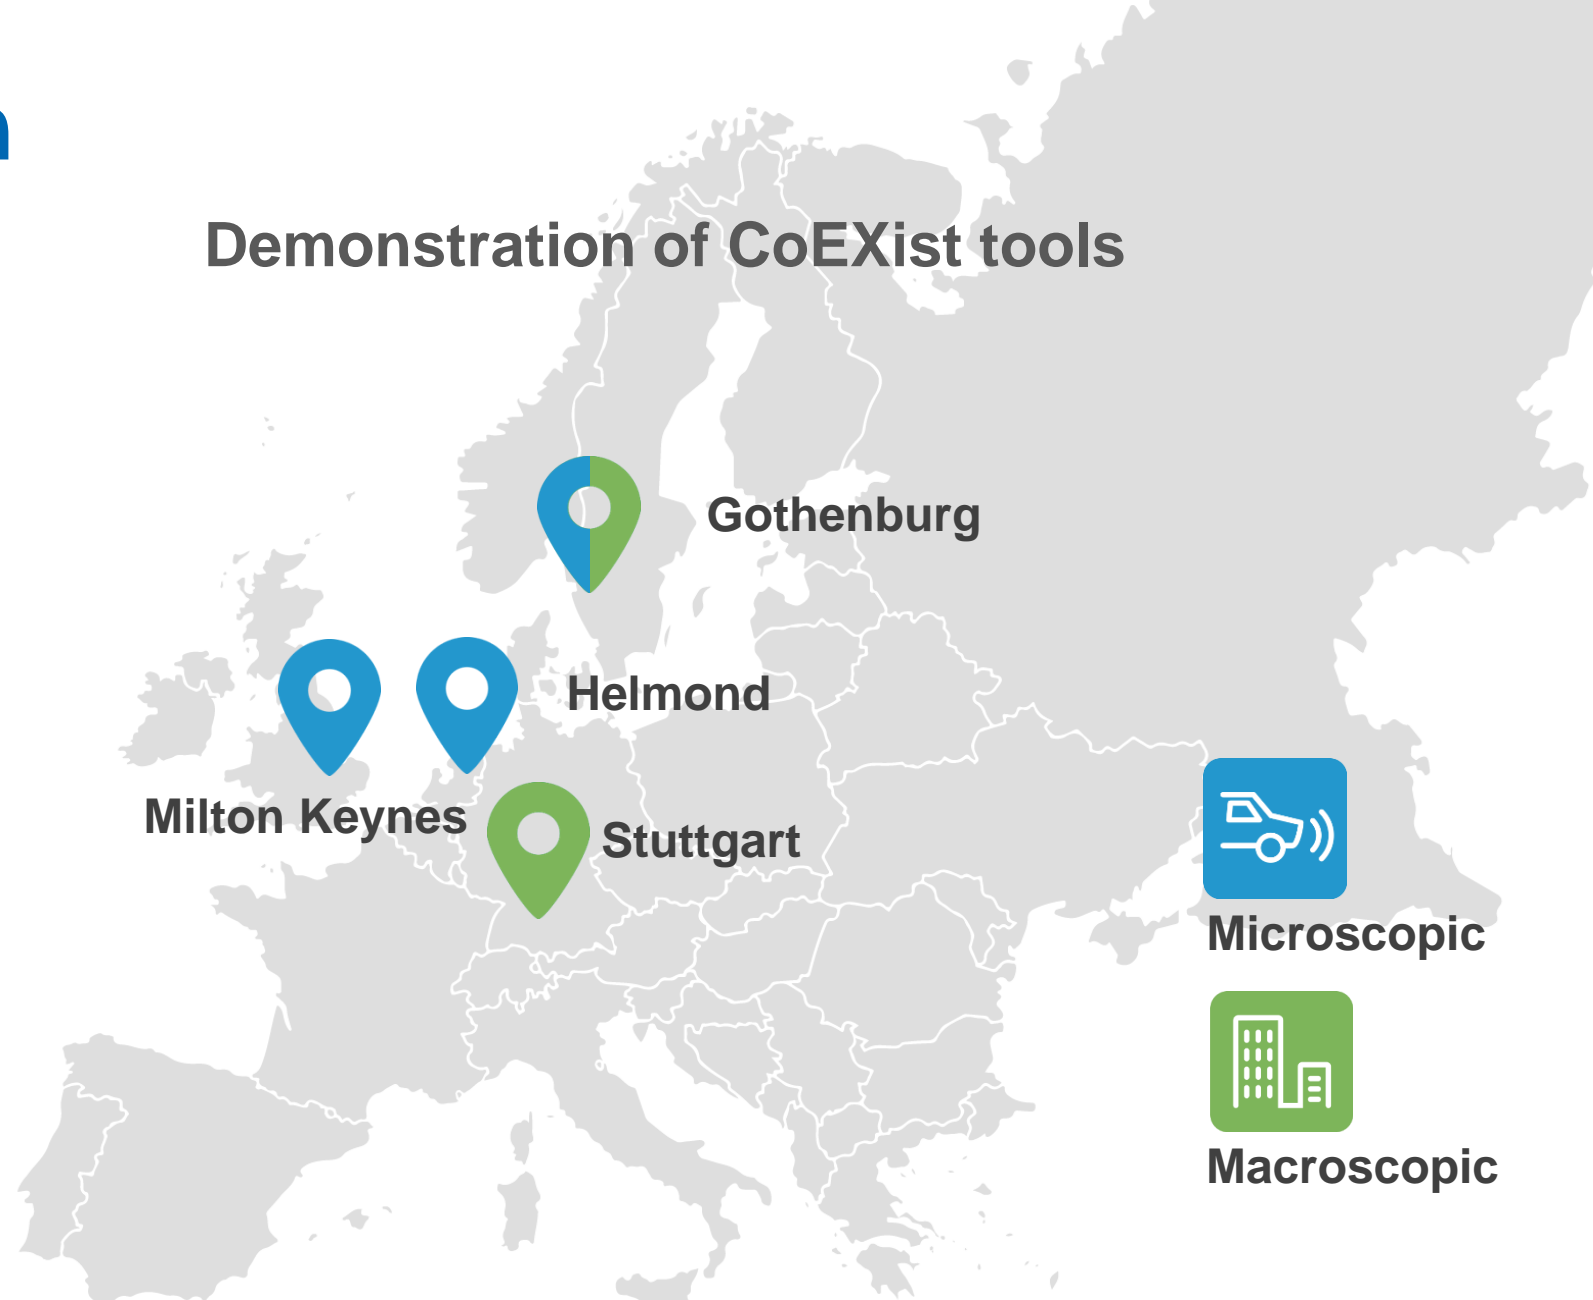 n
Demonstration of CoEXist tools
Gothenburg
Helmond
Milton Keynes
Stuttgart
Microscopic
Macroscopic